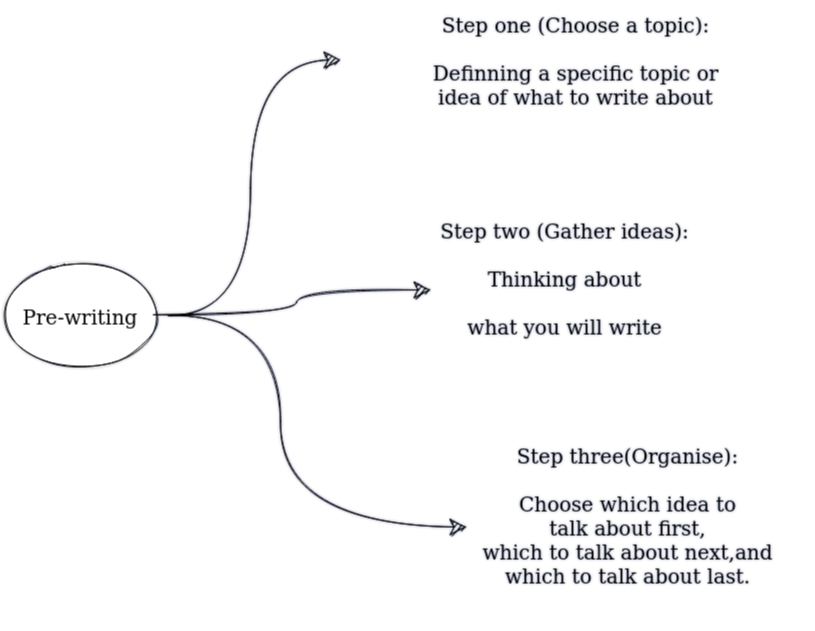 Step one (Choose a topic):
Definning a specific topic or
idea of what to write about
Pre-writing
Step two (Gather ideas):
Thinking about
what you will write
Step three(Organise):
Choose which idea to
talk about first,
which to talk about next,and
which to talk about last.